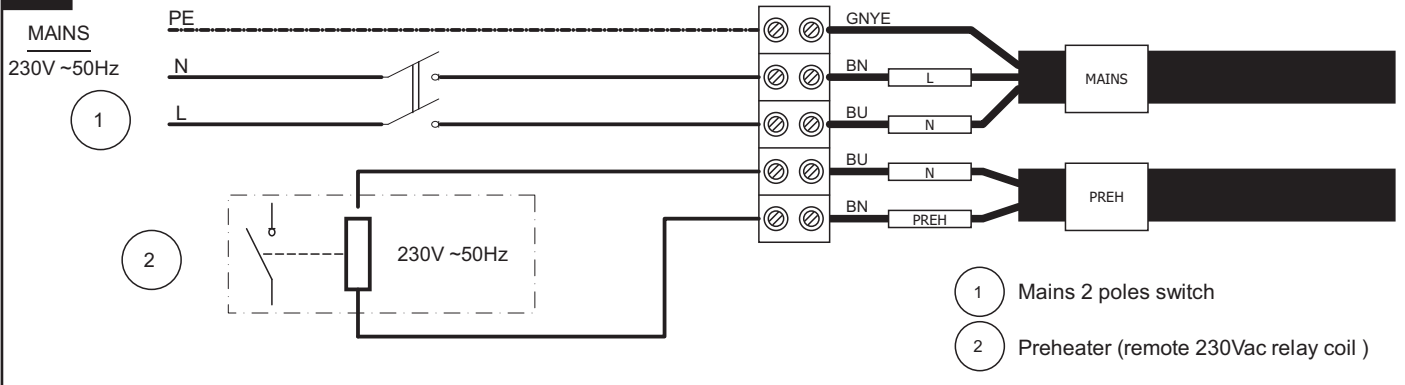 MAINS
230V ~50Hz
1
PE
N
L
GNYE
BN
L
BU
N
MAINS
BU
N
BN
PREH
PREH
2
230V ~50Hz
1 Mains 2 poles switch
2 Preheater (remote 230Vac relay coil )